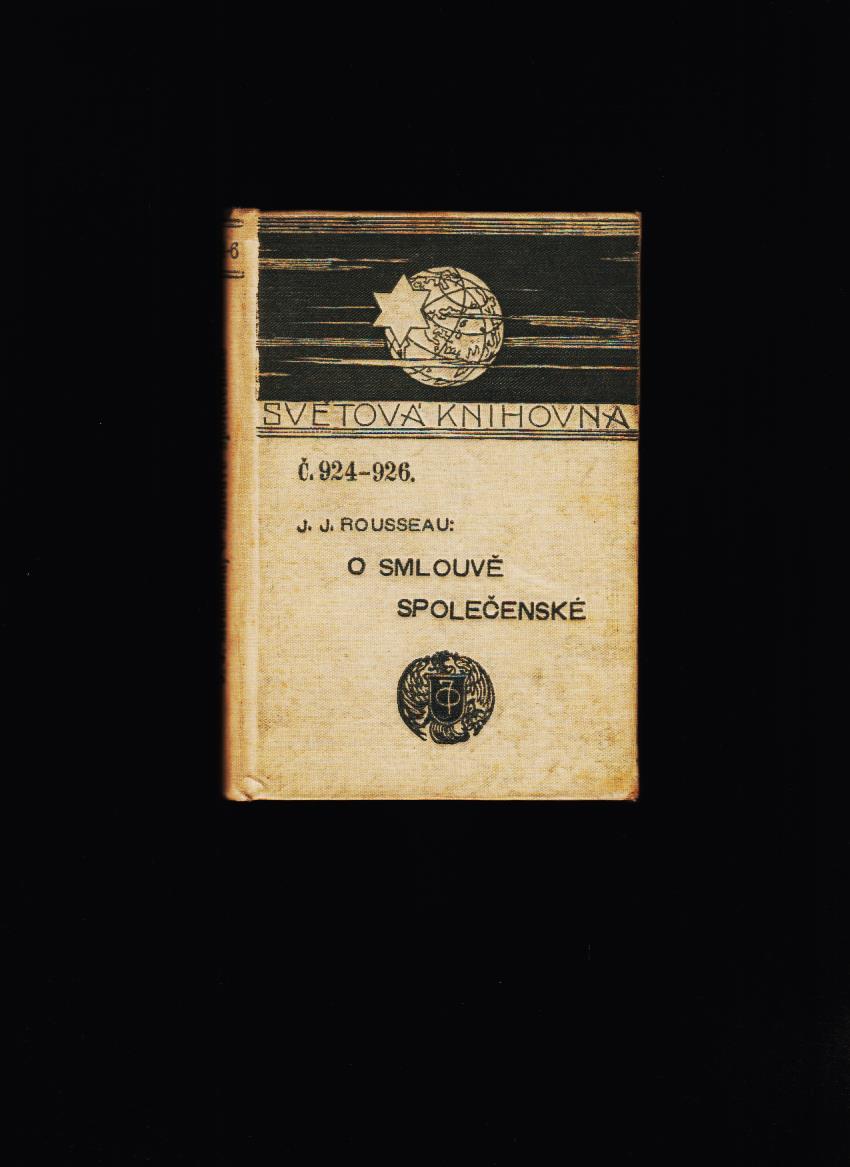 -6
SVĚTOVÁ KNIHOVNA
Č. 924-926.
J. J. ROUSSEAU:
O SMLOUVĚ
SPOLEČENSKÉ